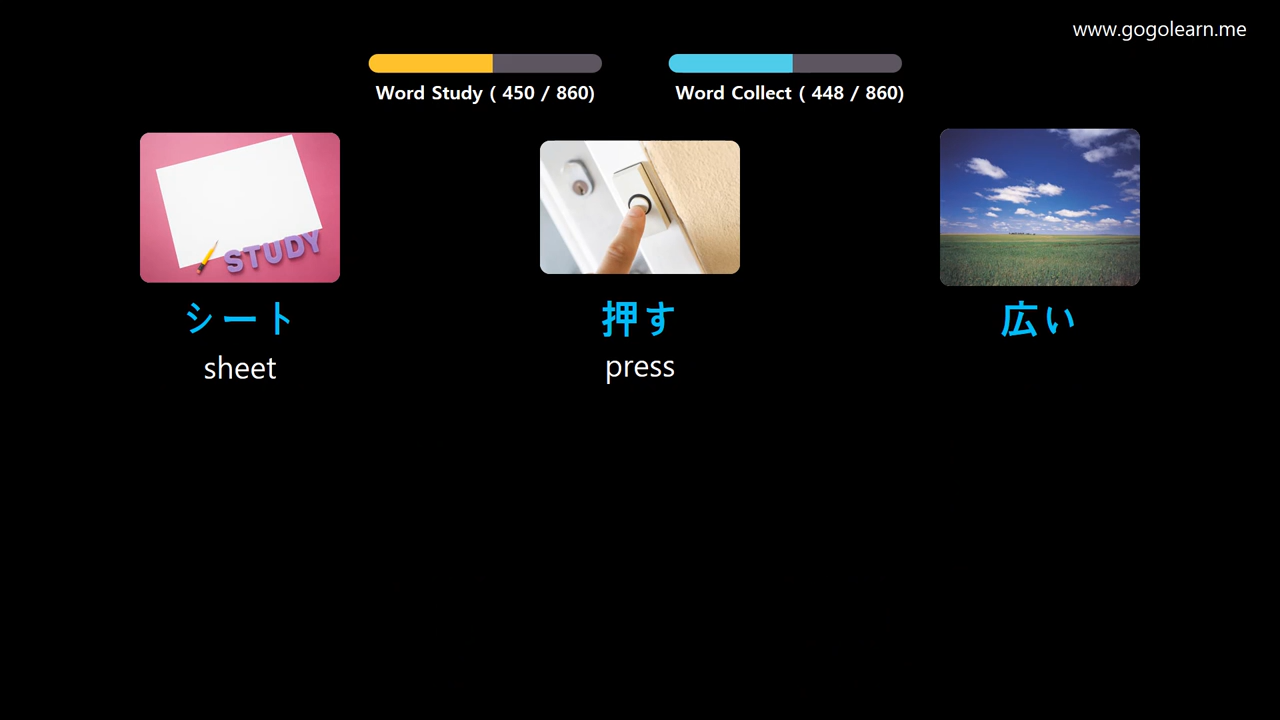 www.gogolearn.me
Word Study ( 450 / 860)
Word Collect ( 448 / 860)
STUDY
シート
押す
広い
sheet
press